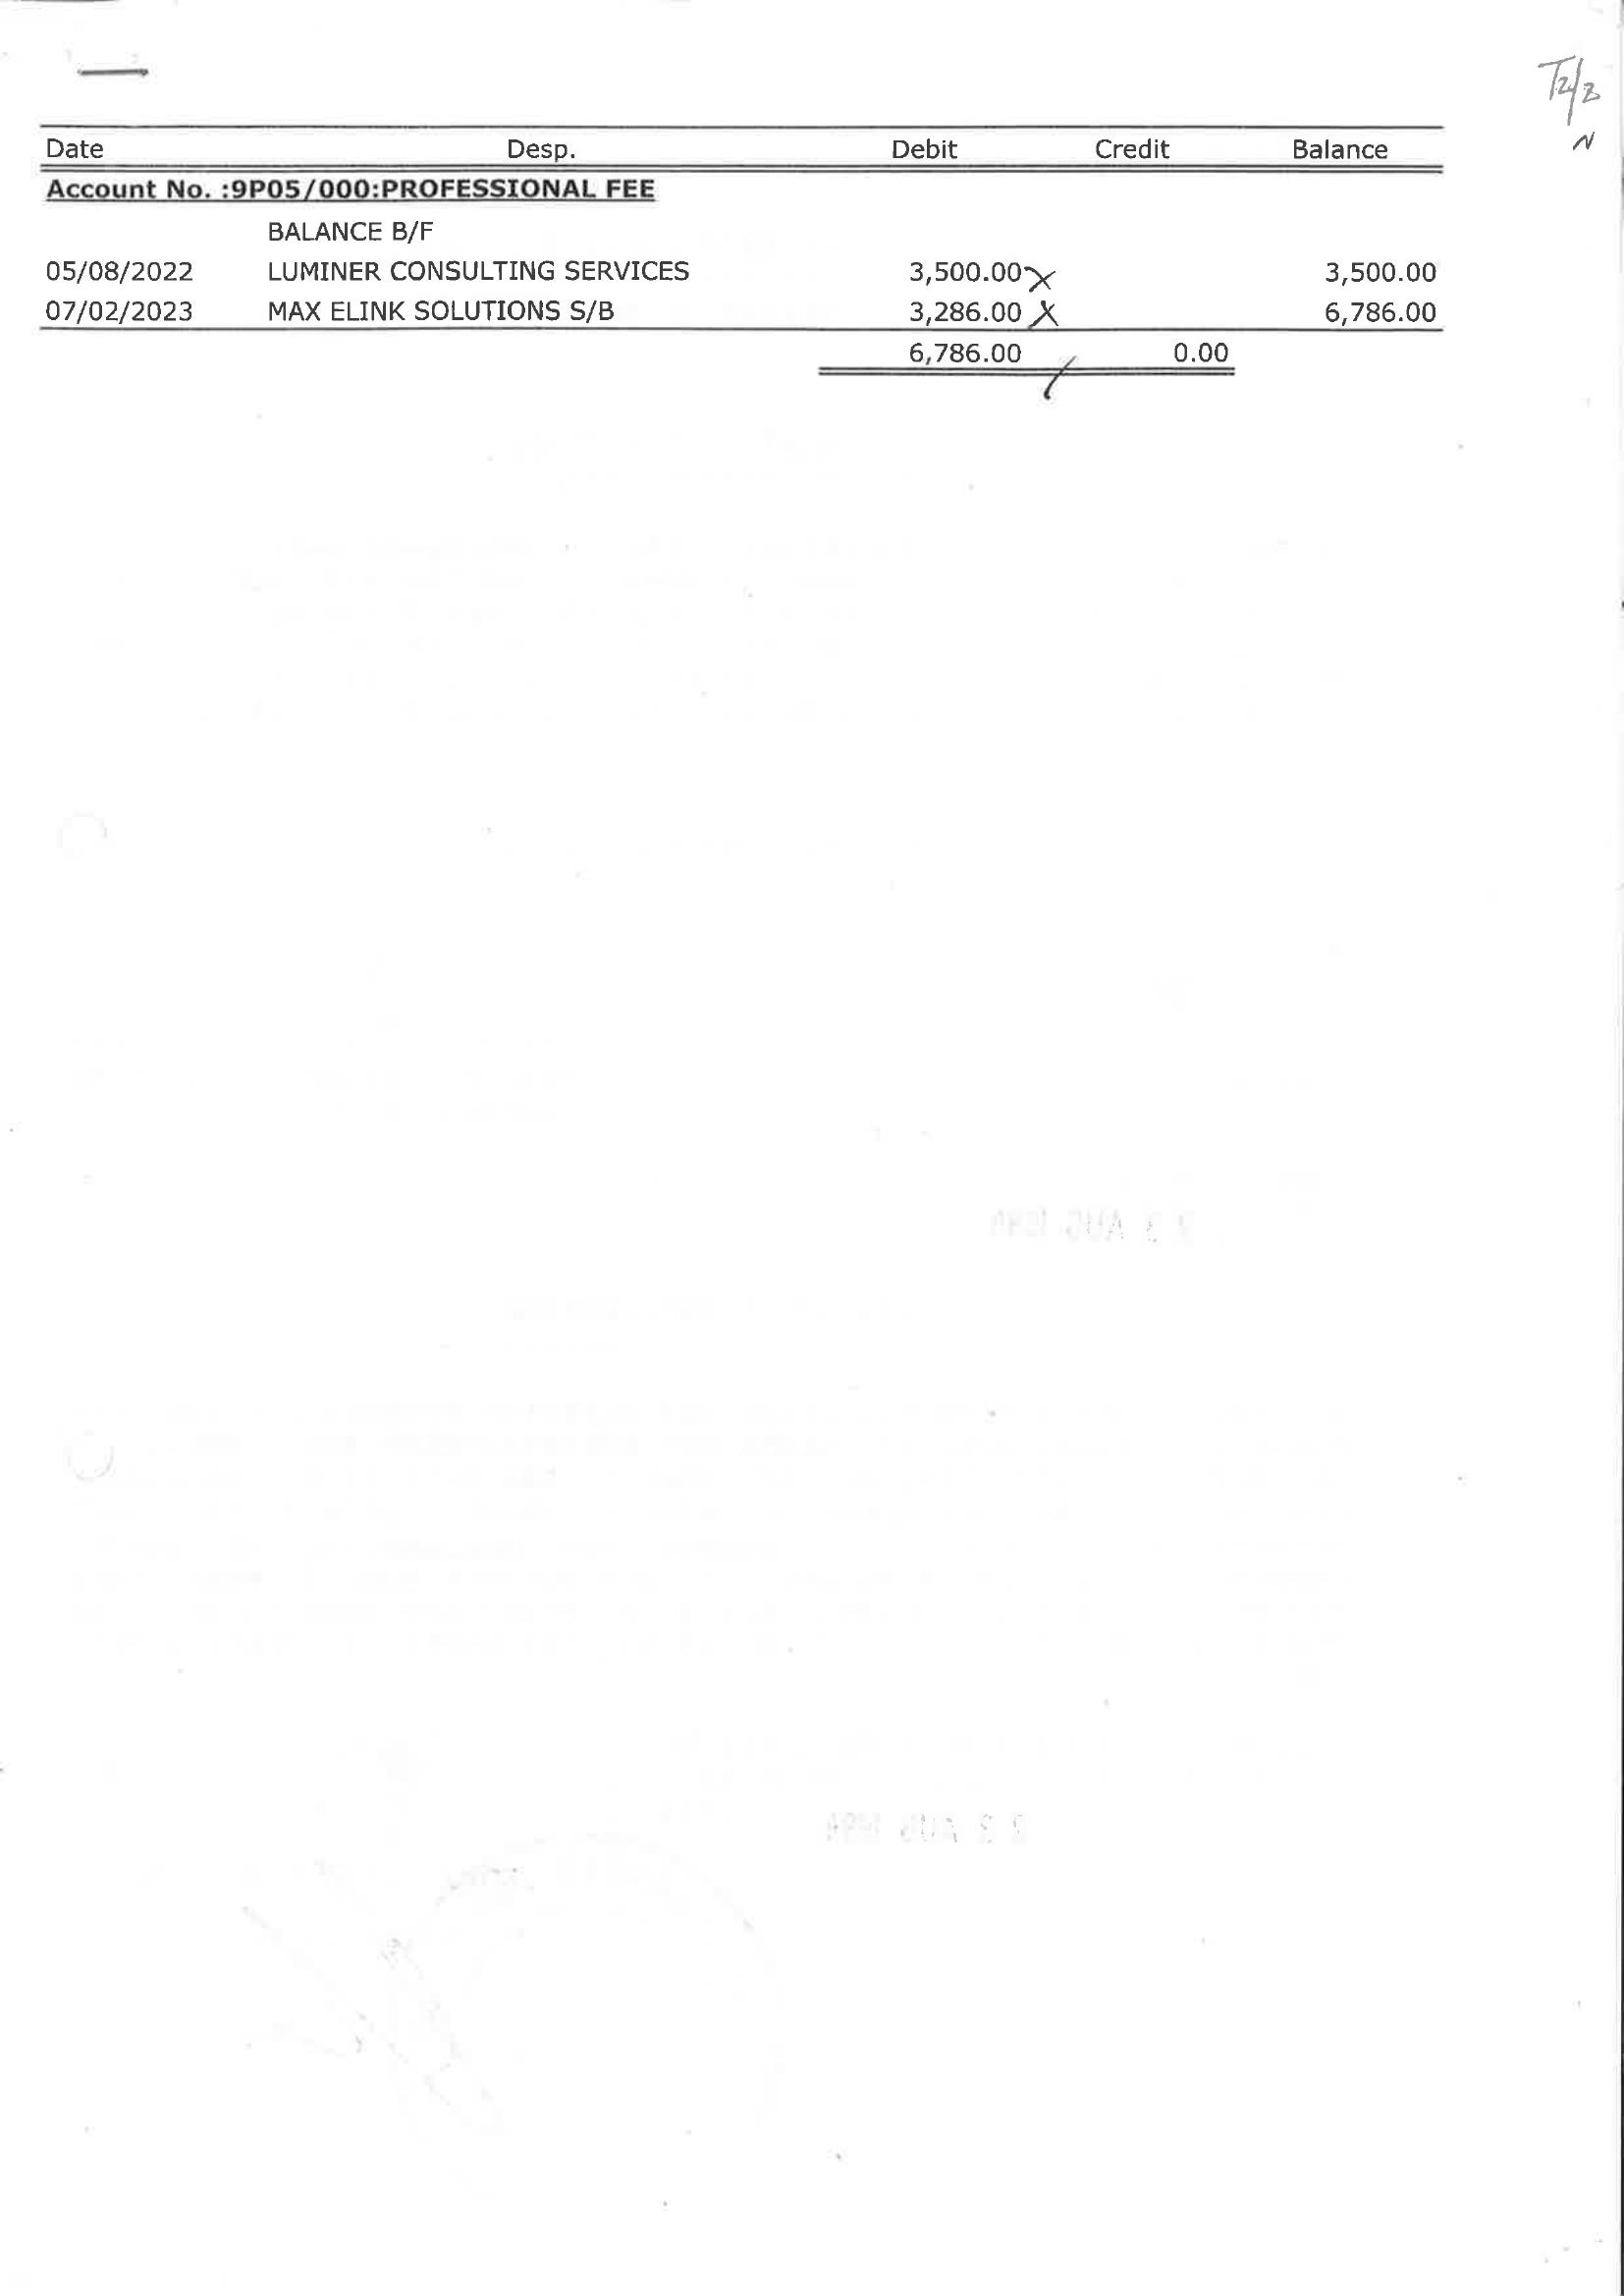 T2/2
N
Date Desp. Debit Credit Balance
Account No. :9P05/000:PROFESSIONAL FEE
BALANCE B/F
05/08/2022 LUMINER CONSULTING SERVICES 3,500.00 3,500.00
07/02/2023 MAX ELINK SOLUTIONS S/B 3,286.00 6,786.00
6,786.00 0.00